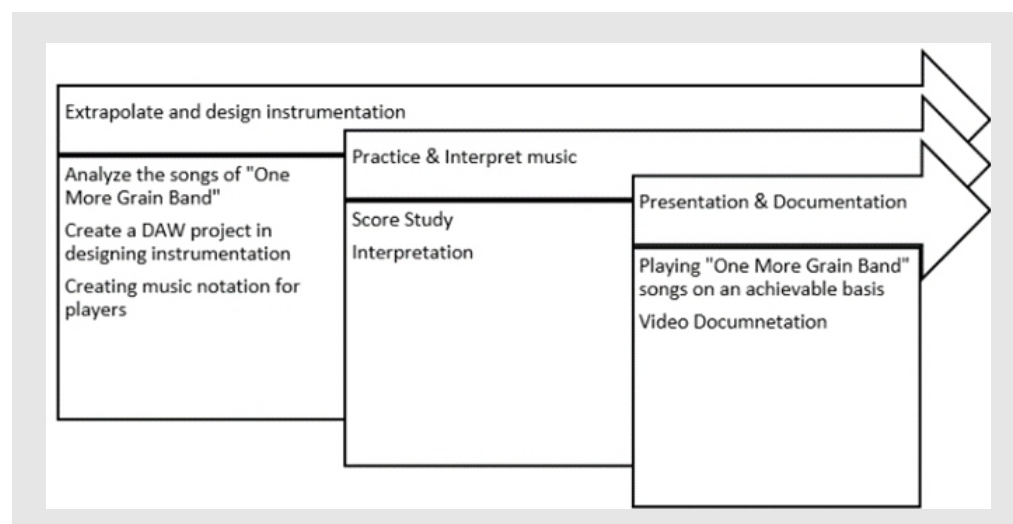 Extrapolate and design instrumentation
Analyze the songs of "One
More Grain Band"
Create a DAW project in
designing instrumentation
Creating music notation for
players
Practice & Interpret music
Score Study
Interpretation
Presentation & Documentation
Playing "One More Grain Band"
songs on an achievable basis
Video Documnetation